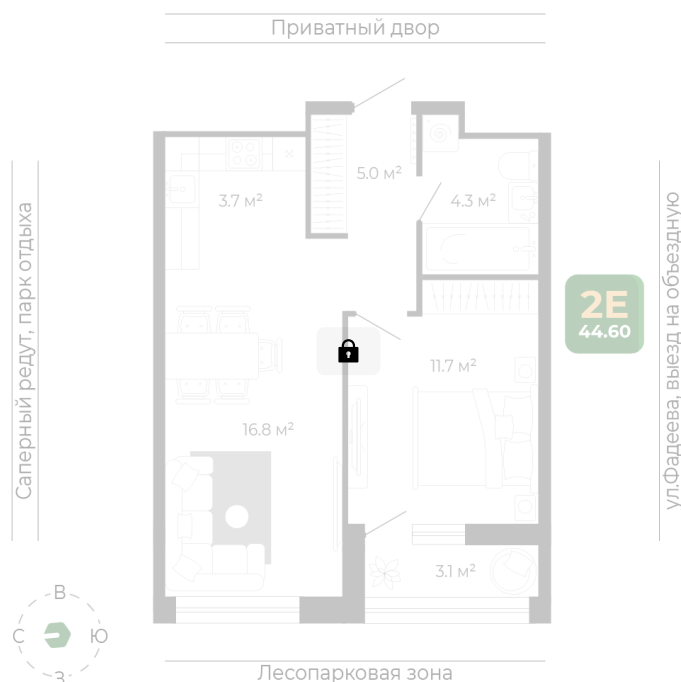 Приватный двор
Саперный редут, парк отдыха
ул.Фадеева, выезд на объездную
5.0 м²
3.7 м²
4.3 м²
2Е
44.60
11.7 м²
16.8 м²
3.1 м²
В
С
Ю
З
Лесопарковая зона